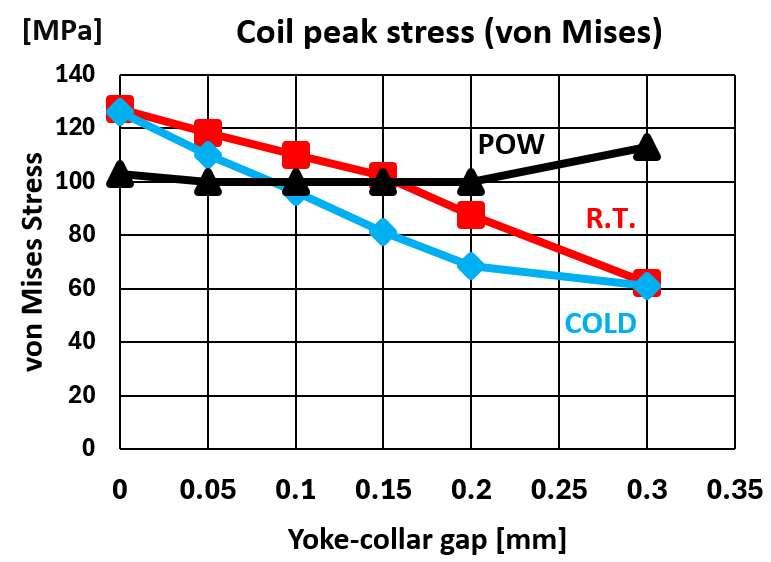 [MPa]
Coil peak stress (von Mises)
140
120
100
80
60
40
20
0
von Mises Stress
POW
R.T.
COLD
0 0.05 0.1 0.15 0.2 0.25 0.3 0.35
Yoke-collar gap [mm]